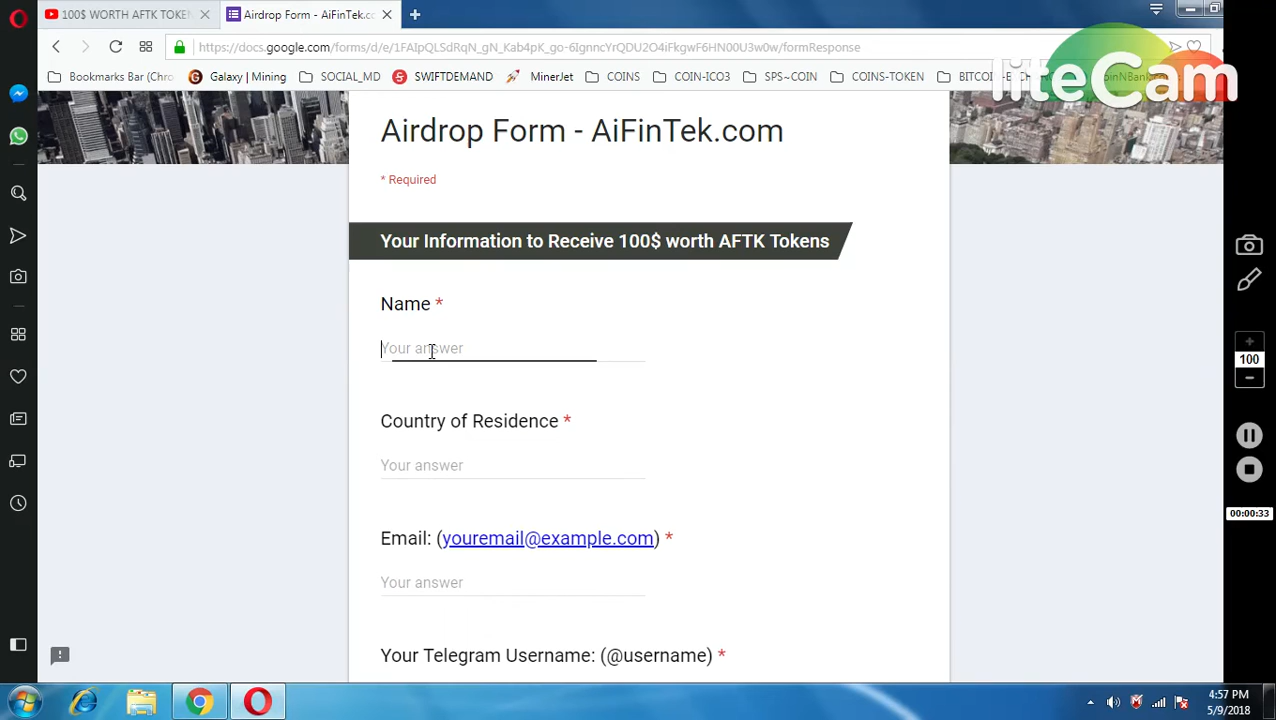 100$ WORTH AFTK TOKEN
Airdrop Form - AiFinTek.co
https://docs.google.com/forms/d/e/1FAIpQLSdRqN_gN_Kab4pK_go-6IgnncYrQDU2O4iFkgwF6HN00U3w0w/formResponse
Bookmarks Bar (Chro
Galaxy | Mining
SOCIAL_MD
SWIFTDEMAND
MinerJet
COINS
COIN-ICO3
SPS~COIN
COINS-TOKEN
liteCam
Airdrop Form - AiFinTek.com
* Required
Your Information to Receive 100$ worth AFTK Tokens
Name *
Your answer
Country of Residence *
Your answer
Email: (youremail@example.com) *
Your answer
Your Telegram Username: (@username) *
100
00:00:33
4:57 PM
5/9/2018